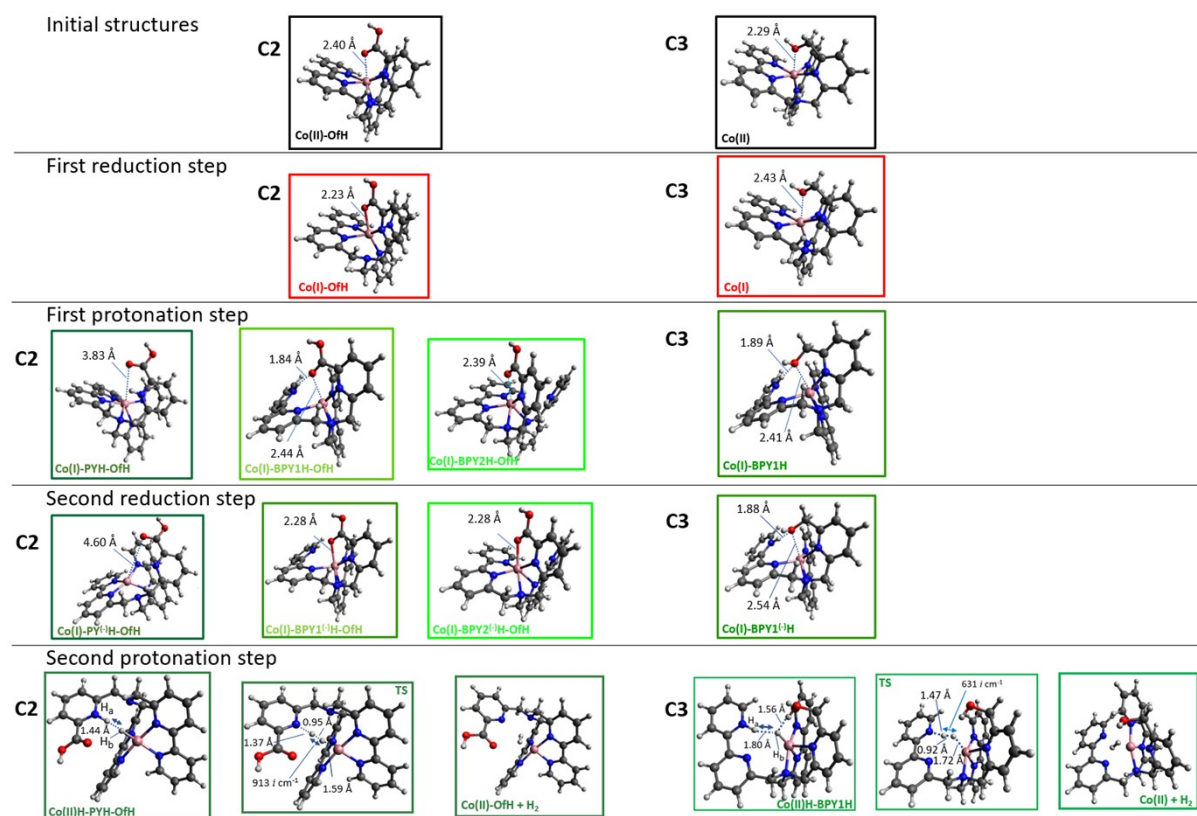 Initial structures
C2
2.40 Å
Co(II)-OfH
C3
2.29 Å
Co(II)
First reduction step
C2
2.23 Å
Co(I)-OfH
C3
2.43 Å
Co(I)
First protonation step
C2
3.83 Å
Co(I)-PYH-OfH
1.84 Å
2.44 Å
Co(I)-BPY1H-OfH
2.39 Å
Co(I)-BPY2H-OfH
C3
1.89 Å
2.41 Å
Co(I)-BPY1H
Second reduction step
C2
4.60 Å
Co(I)-PY(-)H-OfH
2.28 Å
Co(I)-BPY1(-)H-OfH
2.28 Å
Co(I)-BPY2(-)H-OfH
C3
1.88 Å
2.54 Å
Co(I)-BPY1(-)H
Second protonation step
C2
Ha
1.44 Å
Hb
Co(II)H-PYH-OfH
TS
0.95 Å
1.37 Å
913 i cm-1
1.59 Å
Co(II)-OfH + H2
C3
1.56 Å
Ha
1.80 Å
Hb
Co(II)H-BPY1H
TS
1.47 Å
631 i cm-1
0.92 Å
1.72 Å
Co(II) + H2